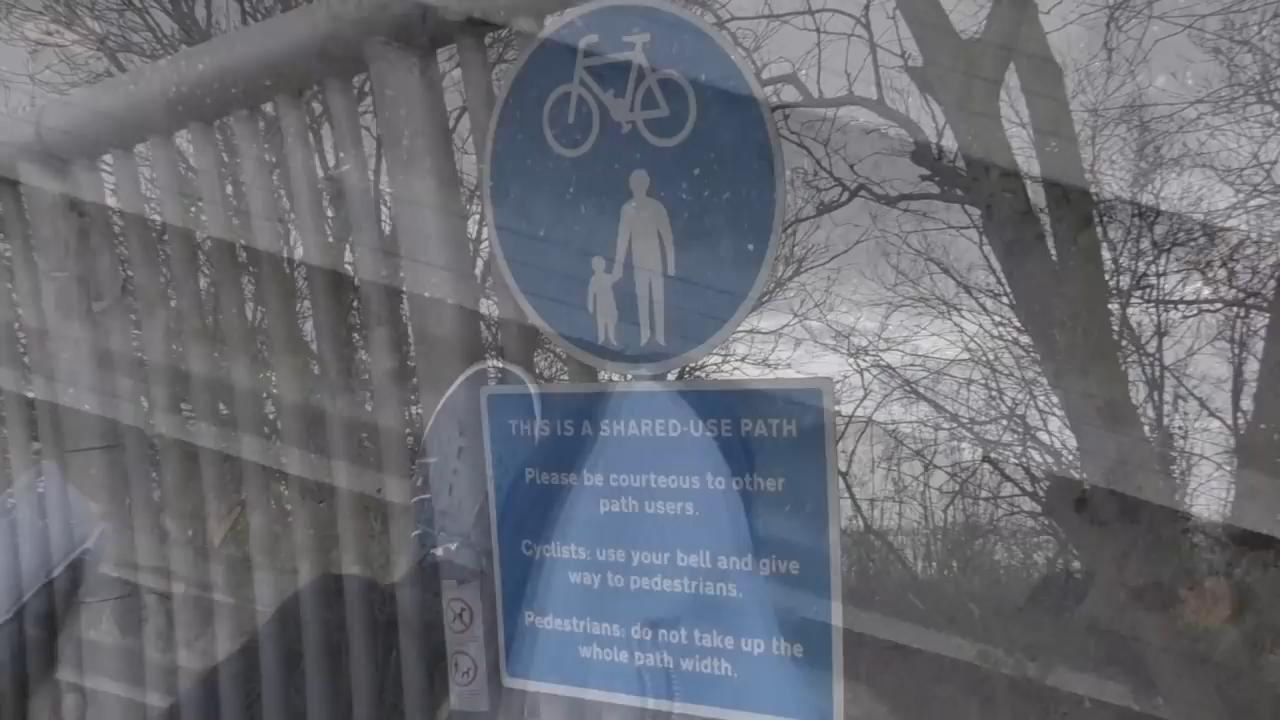 THIS IS A SHARED-USE PATH
Please be courteous to other
path users.
Cyclists: use your bell and give
way to pedestrians.
Pedestrians: do not take up the
whole path width.